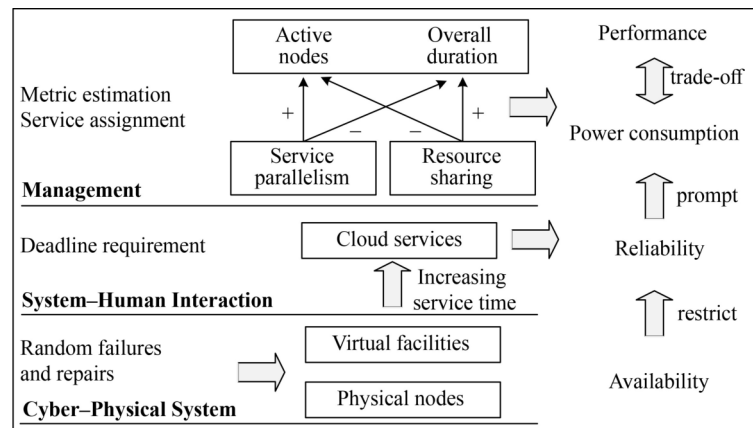 Active nodes
Overall duration
Performance
trade-off
Metric estimation
Service assignment
+
–
–
+
Power consumption
Service parallelism
Resource sharing
Management
prompt
Deadline requirement
Cloud services
Reliability
Increasing service time
System–Human Interaction
restrict
Random failures and repairs
Virtual facilities
Availability
Physical nodes
Cyber–Physical System